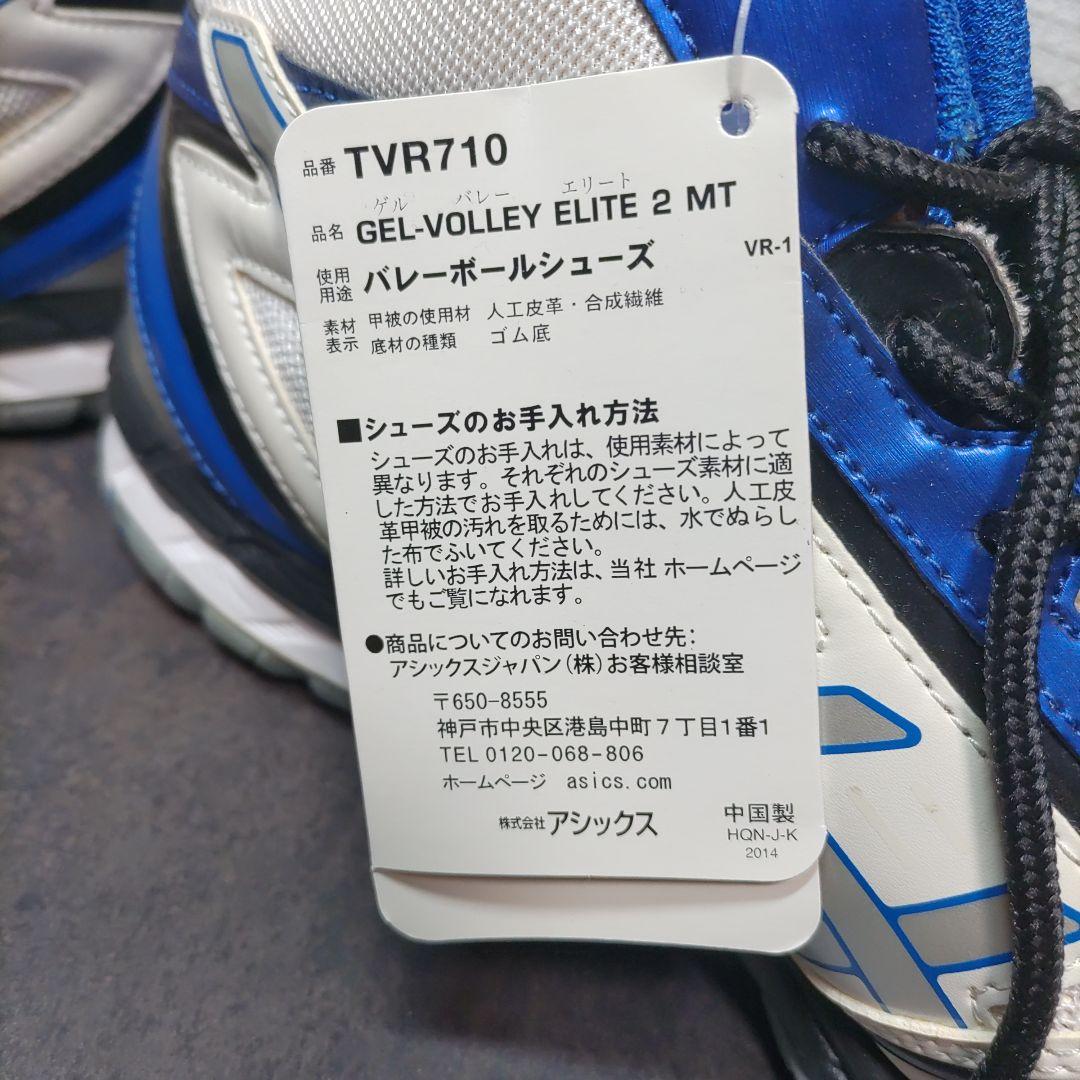 品番 TVR710
ゲル バレー エリート
品名 GEL-VOLLEY ELITE 2 MT
使用用途 バレーボールシューズ VR-1
素材表示 甲被の使用材 人工皮革・合成繊維
底材の種類 ゴム底
■シューズのお手入れ方法
シューズのお手入れは、使用素材によって
異なります。それぞれのシューズ素材に適
した方法でお手入れしてください。人工皮
革甲被の汚れを取るためには、水でぬらし
た布でふいてください。
詳しいお手入れ方法は、当社 ホームページ
でもご覧になれます。
●商品についてのお問い合わせ先：
アシックスジャパン(株)お客様相談室
〒650-8555
神戸市中央区港島中町7丁目1番1
TEL 0120-068-806
ホームページ asics.com
株式会社アシックス 中国製
HQN-J-K
2014